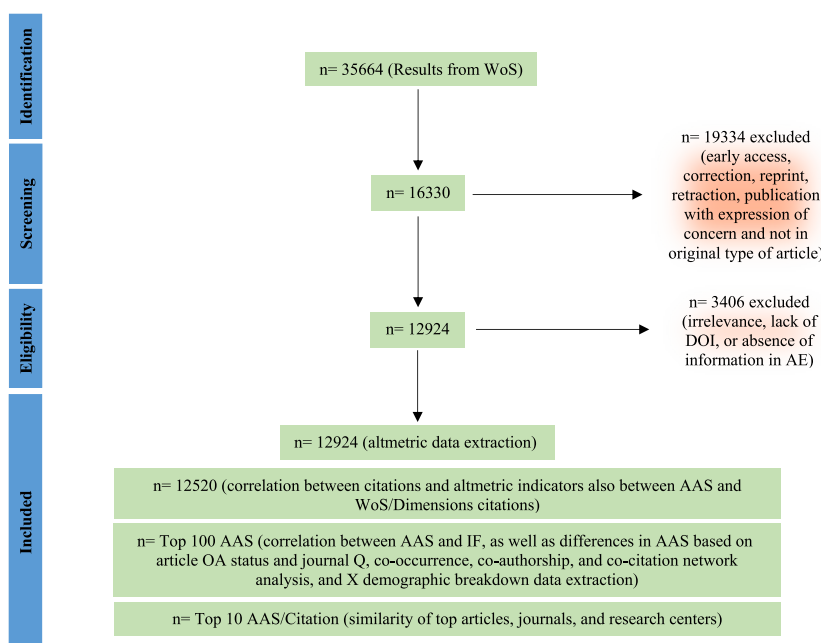 Identification
n= 35664 (Results from WoS)
n= 19334 excluded
(early access,
correction, reprint,
retraction, publication
with expression of
concern and not in
original type of article)
Screening
n= 16330
Eligibility
n= 12924
n= 3406 excluded
(irrelevance, lack of
DOI, or absence of
information in AE)
Included
n= 12924 (altmetric data extraction)
n= 12520 (correlation between citations and altmetric indicators also between AAS and
WoS/Dimensions citations)
n= Top 100 AAS (correlation between AAS and IF, as well as differences in AAS based on
article OA status and journal Q, co-occurrence, co-authorship, and co-citation network
analysis, and X demographic breakdown data extraction)
n= Top 10 AAS/Citation (similarity of top articles, journals, and research centers)